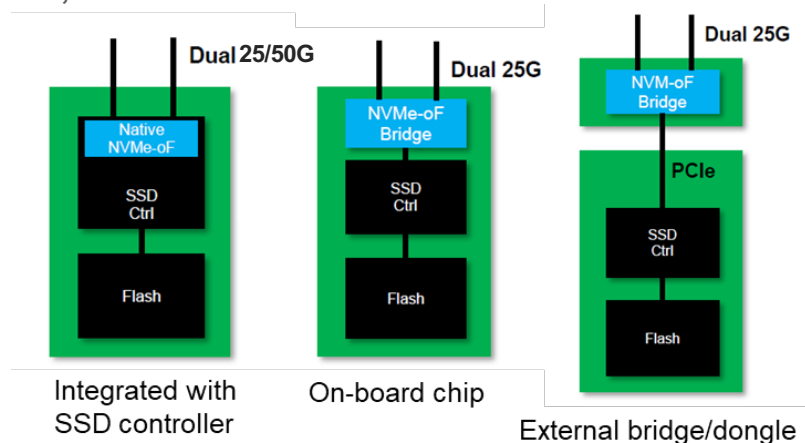 Dual 25/50G
Native
NVMe-oF
SSD
Ctrl
Flash
Integrated with
SSD controller
Dual 25G
NVMe-oF
Bridge
SSD
Ctrl
Flash
On-board chip
Dual 25G
NVM-oF
Bridge
PCIe
SSD
Ctrl
Flash
External bridge/dongle